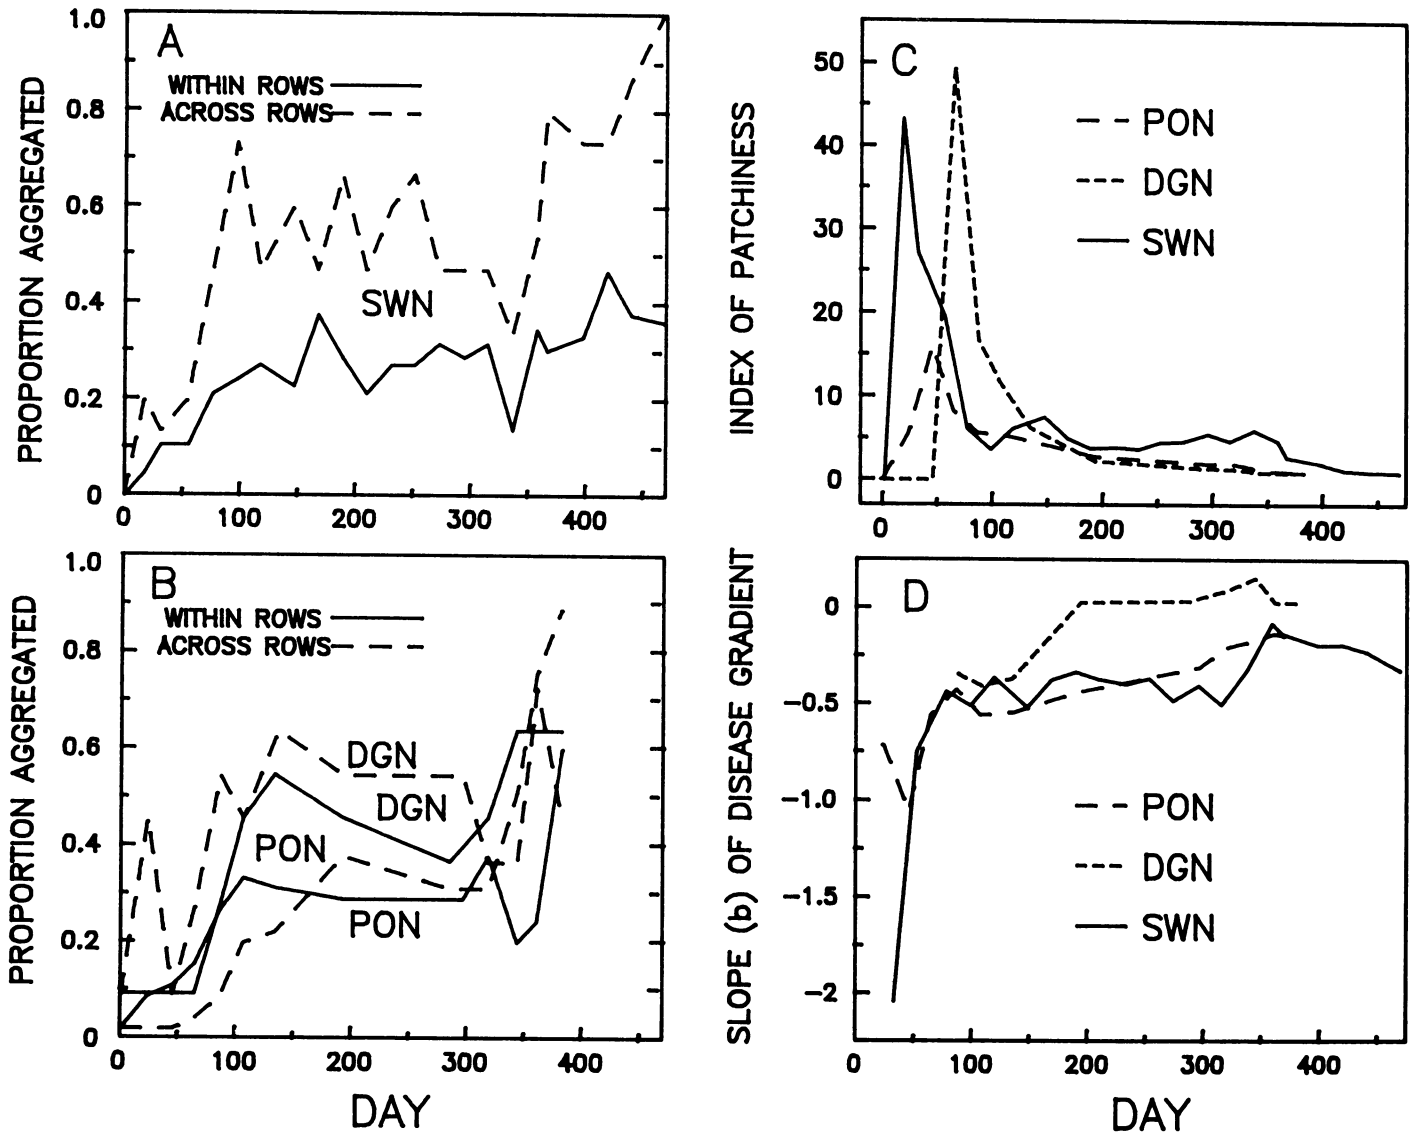 A
WITHIN ROWS
ACROSS ROWS
SWN
PROPORTION AGGREGATED
1.0
0.8
0.6
0.4
0.2
0
0 100 200 300 400
B
WITHIN ROWS
ACROSS ROWS
DGN
DGN
PON
PON
PROPORTION AGGREGATED
1.0
0.8
0.6
0.4
0.2
0
0 100 200 300 400
DAY
C
PON
DGN
SWN
INDEX OF PATCHINESS
50
40
30
20
10
0
0 100 200 300 400
D
PON
DGN
SWN
SLOPE (b) OF DISEASE GRADIENT
0
-0.5
-1.0
-1.5
-2
0 100 200 300 400
DAY